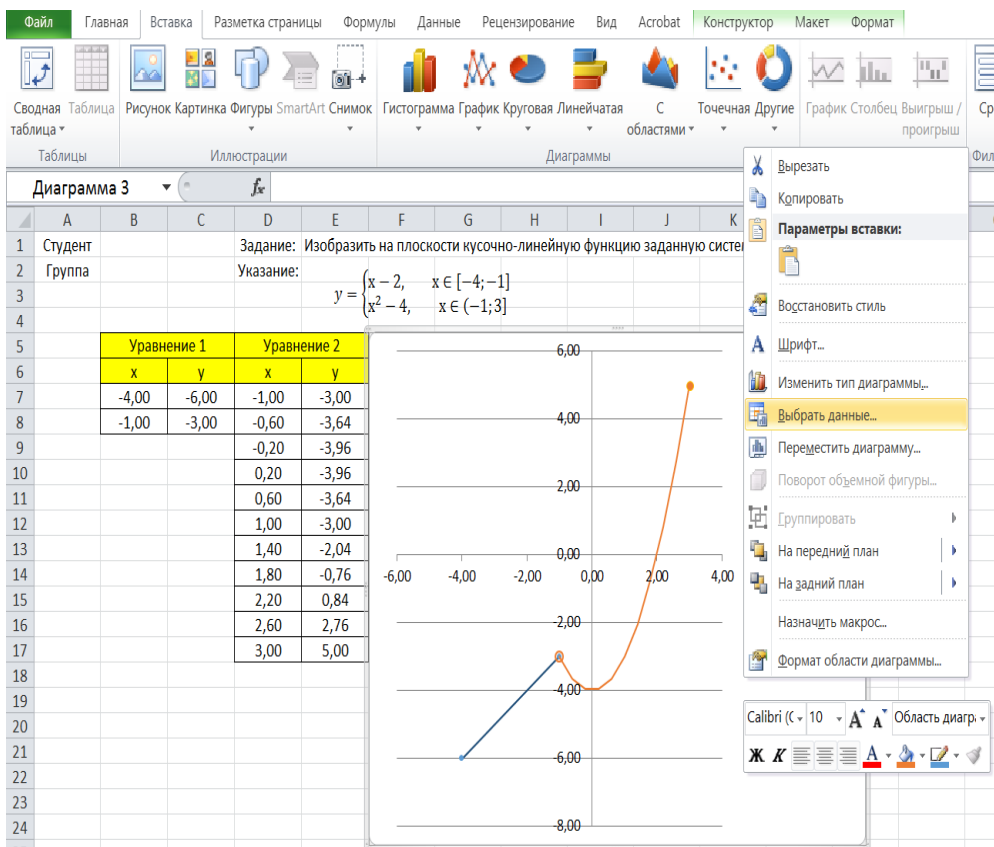 Файл Главная Вставка Разметка страницы Формулы Данные Рецензирование Вид Acrobat Конструктор Макет Формат
Сводная Таблица Рисунок Картинка Фигуры SmartArt Снимок Гистограмма График Круговая Линейчатая С Точечная Другие График Столбец Выигрыш / Ср
таблица областями проигрыш
Таблицы Иллюстрации Диаграммы Фил
Диаграмма 3 fx
A B C D E F G H I J K
1 Студент Задание: Изобразить на плоскости кусочно-линейную функцию заданную систе
2 Группа Указание:
y = { x − 2, x ∈ [−4; −1]
x² − 4, x ∈ (−1; 3]
3
4
5 Уравнение 1 Уравнение 2
6 x y x y
7 -4,00 -6,00 -1,00 -3,00
8 -1,00 -3,00 -0,60 -3,64
9 -0,20 -3,96
10 0,20 -3,96
11 0,60 -3,64
12 1,00 -3,00
13 1,40 -2,04
14 1,80 -0,76
15 2,20 0,84
16 2,60 2,76
17 3,00 5,00
18
19
20
21
22
23
24
6,00
4,00
2,00
0,00
-6,00 -4,00 -2,00 0,00 2,00 4,00
-2,00
-4,00
-6,00
-8,00
Вырезать
Копировать
Параметры вставки:
Восстановить стиль
Шрифт...
Изменить тип диаграммы...
Выбрать данные...
Переместить диаграмму...
Поворот объемной фигуры...
Группировать
На передний план
На задний план
Назначить макрос...
Формат области диаграммы...
Calibri (С 10 A A Область диагр
Ж К A